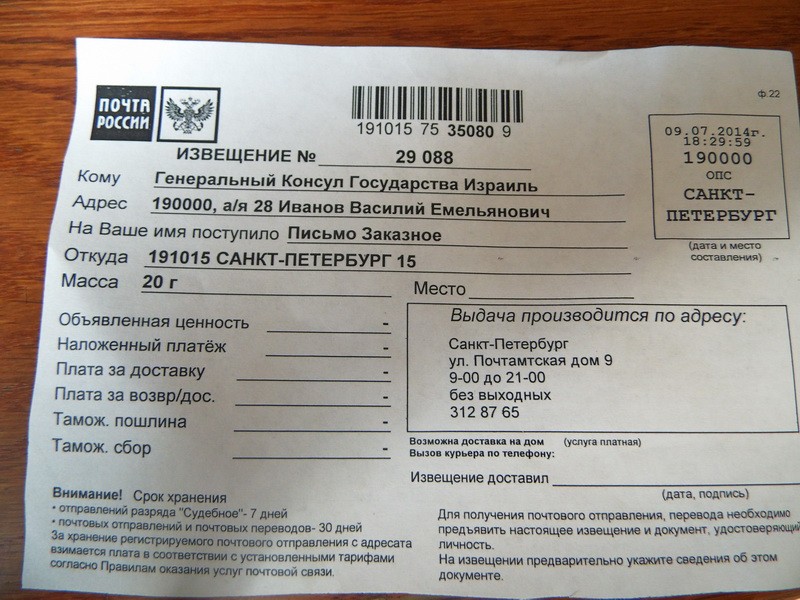 ПОЧТА
РОССИИ
191015 75 35080 9
ф.22
09.07.2014г.
18:29:59
190000
ОПС
САНКТ-
ПЕТЕРБУРГ
(дата и место
составления)
ИЗВЕЩЕНИЕ № 29 088
Кому Генеральный Консул Государства Израиль
Адрес 190000, а/я 28 Иванов Василий Емельянович
На Ваше имя поступило Письмо Заказное
Откуда 191015 САНКТ-ПЕТЕРБУРГ 15
Масса 20 г
Место
Объявленная ценность -
Наложенный платёж -
Плата за доставку -
Плата за возвр/дос. -
Тамож. пошлина -
Тамож. сбор -
Выдача производится по адресу:
Санкт-Петербург
ул. Почтамтская дом 9
9-00 до 21-00
без выходных
312 87 65
Возможна доставка на дом (услуга платная)
Вызов курьера по телефону:
Извещение доставил
(дата, подпись)
Внимание! Срок хранения
• отправлений разряда "Судебное"- 7 дней
• почтовых отправлений и почтовых переводов- 30 дней
За хранение регистрируемого почтового отправления с адресата
взимается плата в соответствии с установленными тарифами
согласно Правилам оказания услуг почтовой связи.
Для получения почтового отправления, перевода необходимо
предъявить настоящее извещение и документ, удостоверяющий
личность.
На извещении предварительно укажите сведения об этом
документе.